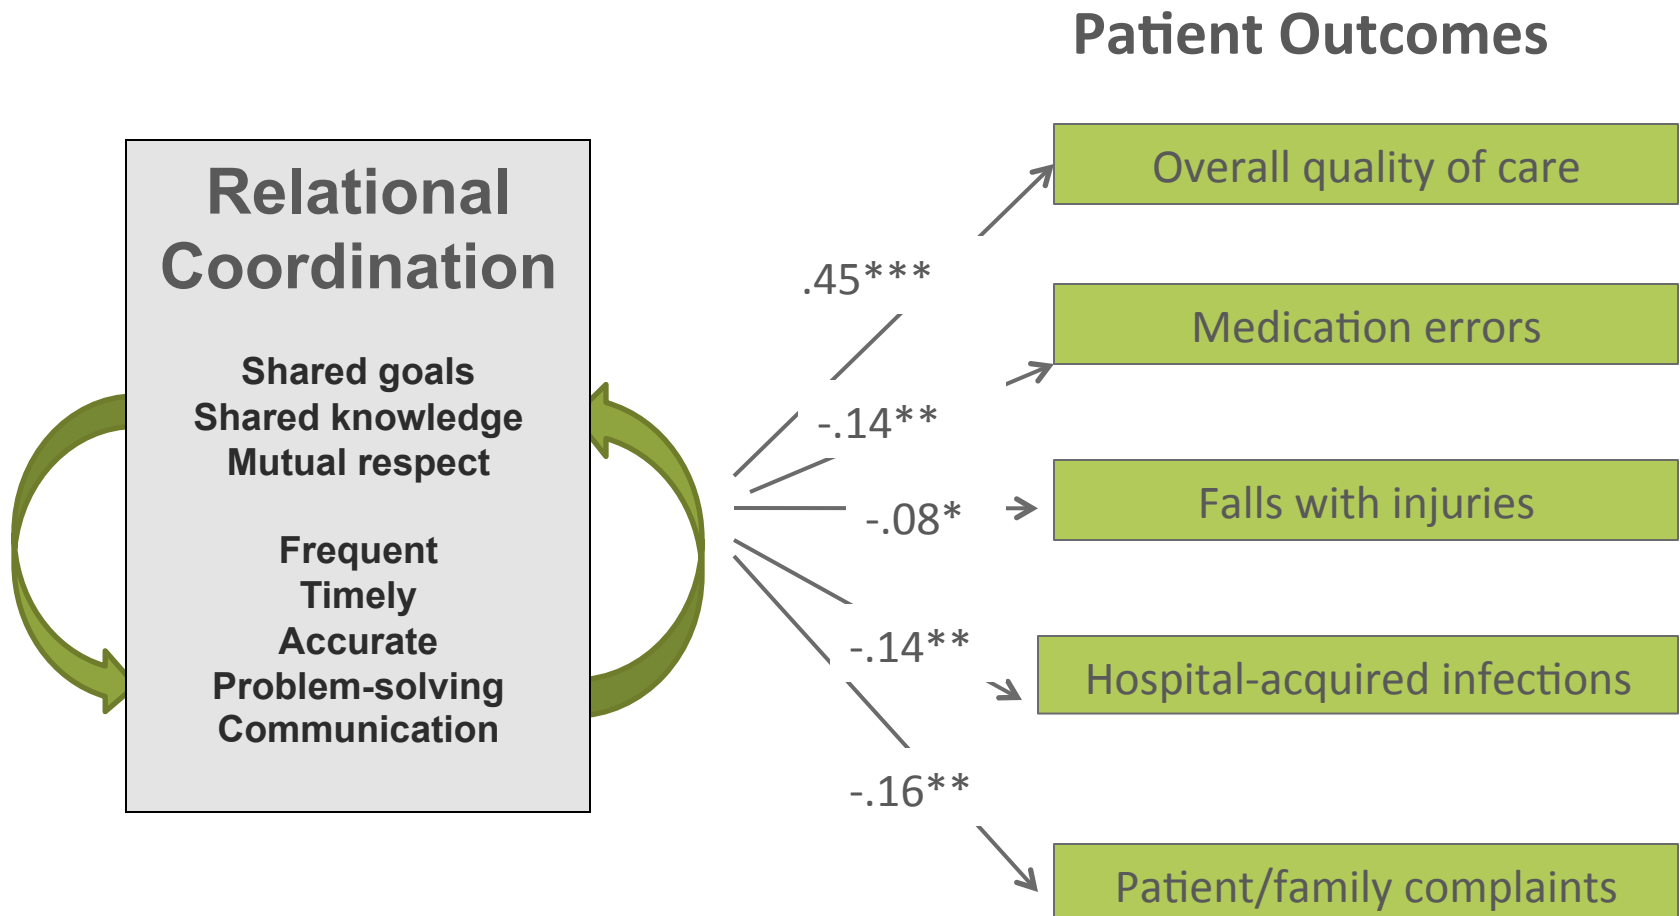 Patient Outcomes
Relational
Coordination
Shared goals
Shared knowledge
Mutual respect
Frequent
Timely
Accurate
Problem-solving
Communication
.45***
-.14**
-.08*
-.14**
-.16**
Overall quality of care
Medication errors
Falls with injuries
Hospital-acquired infections
Patient/family complaints